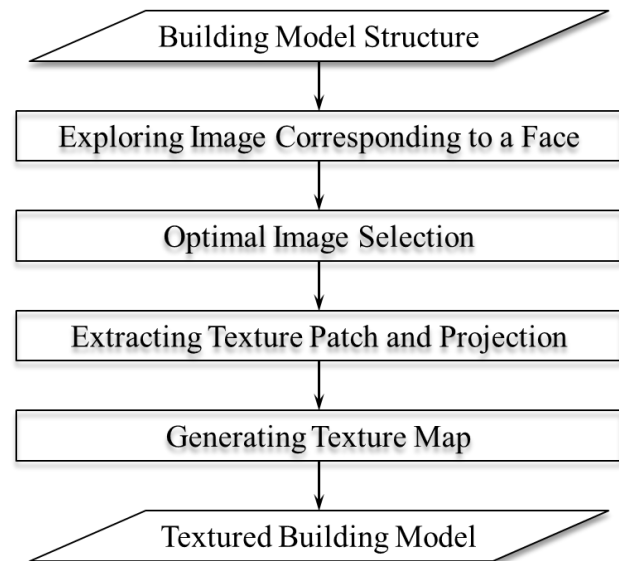 Building Model Structure
Exploring Image Corresponding to a Face
Optimal Image Selection
Extracting Texture Patch and Projection
Generating Texture Map
Textured Building Model